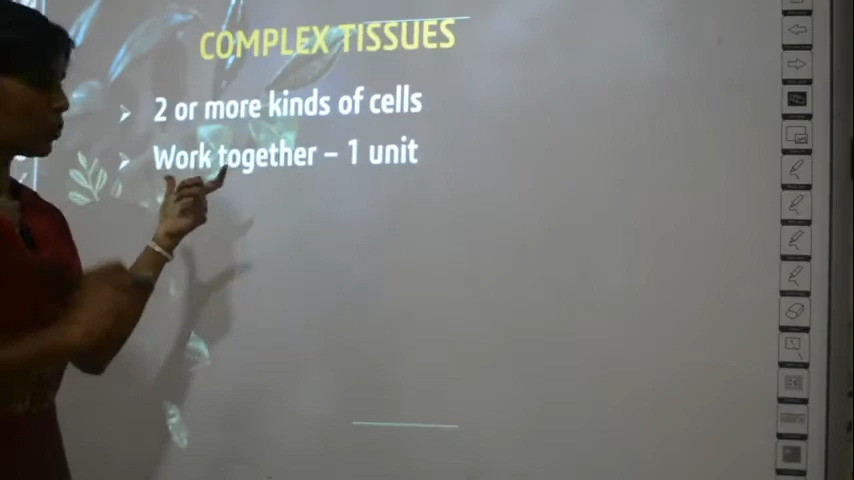 COMPLEX TISSUES
2 or more kinds of cells
Work together – 1 unit